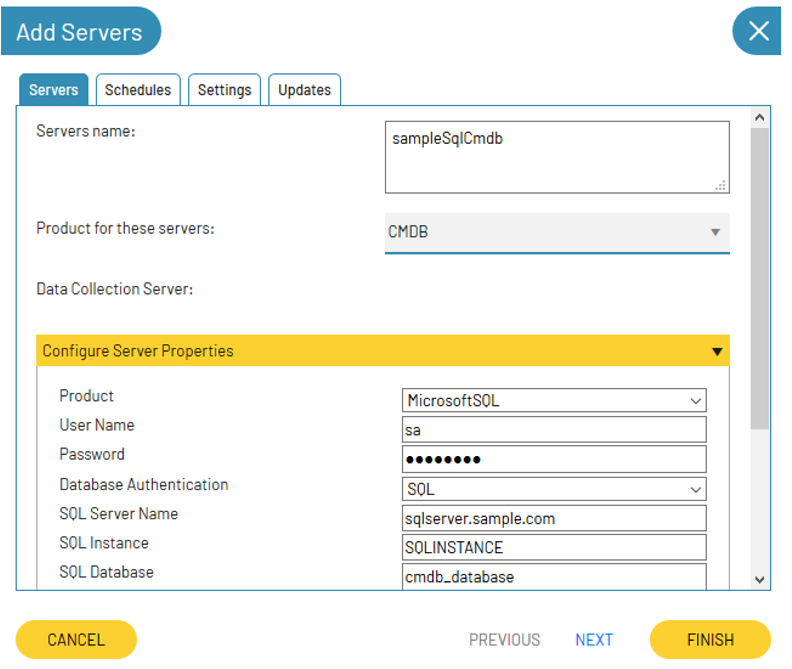 Add Servers
Servers Schedules Settings Updates
Servers name: sampleSqlCmdb
Product for these servers: CMDB
Data Collection Server:
Configure Server Properties
Product MicrosoftSQL
User Name sa
Password ●●●●●●●●
Database Authentication SQL
SQL Server Name sqlserver.sample.com
SQL Instance SQLINSTANCE
SQL Database cmdb_database
CANCEL PREVIOUS NEXT FINISH